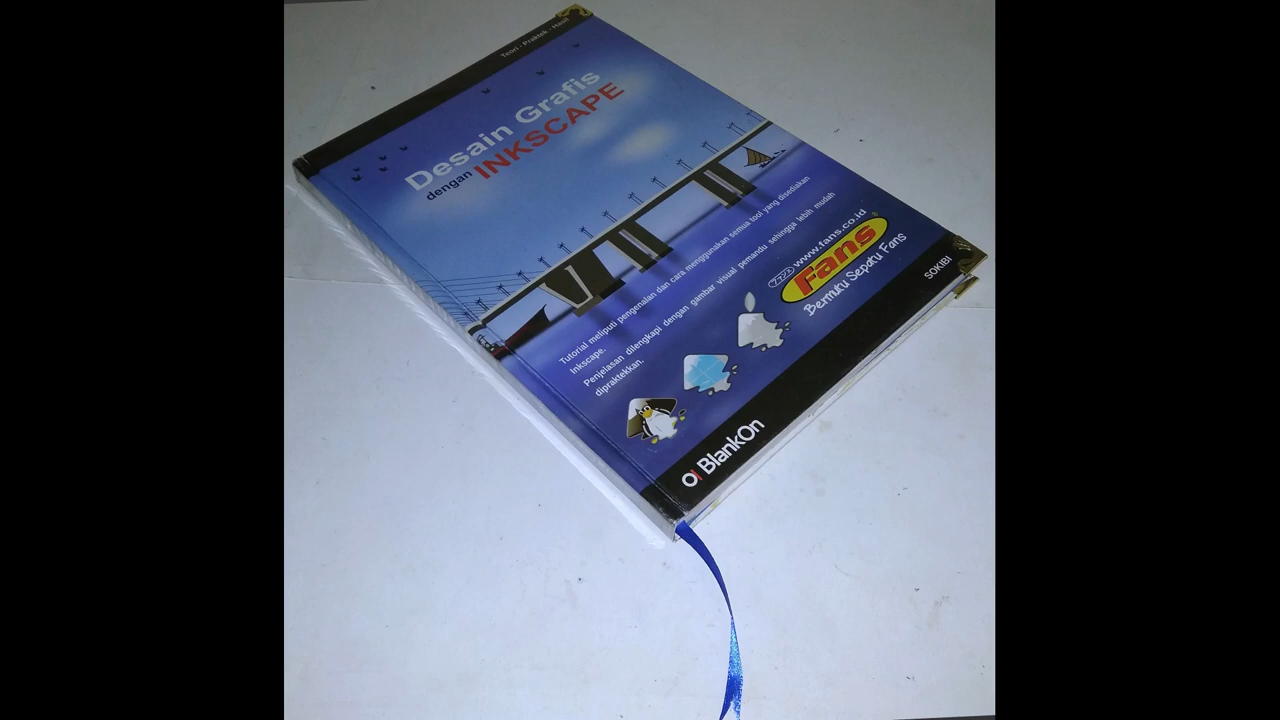 Teori - Praktek - Hasil
Desain Grafis
dengan INKSCAPE
Tutorial meliputi pengenalan dan cara menggunakan semua tool yang disediakan
Inkscape.
Penjelasan dilengkapi dengan gambar visual pemandu sehingga lebih mudah
dipraktekkan.
www.fans.co.id
Fans
Bermutu Sepatu Fans
SOKIBI
BlankOn